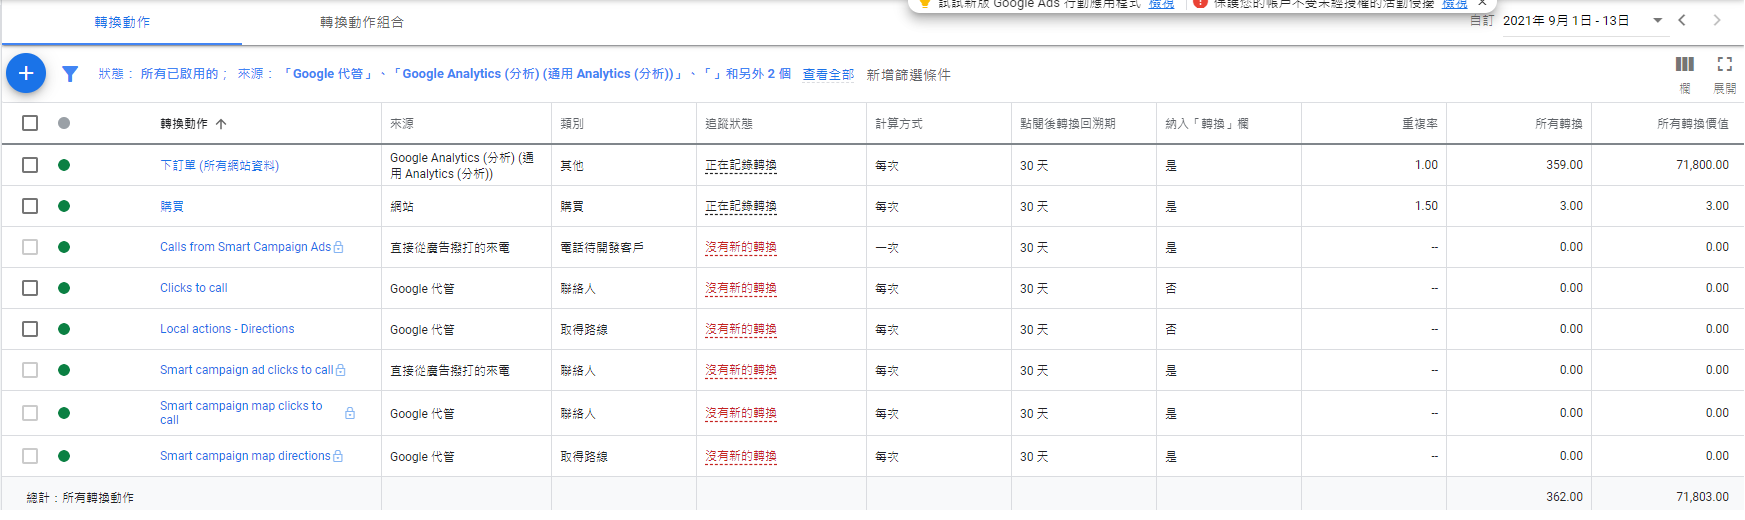 試試新版 Google Ads 行動應用程式 檢視
保護您的帳戶不受未經授權的活動侵擾 檢視
轉換動作 轉換動作組合
自訂 2021年 9月 1日 - 13日
狀態： 所有已啟用的； 來源： 「Google 代管」、「Google Analytics (分析) (通用 Analytics (分析))」、「」和另外 2 個 查看全部 新增篩選條件
欄 展開
轉換動作 來源 類別 追蹤狀態 計算方式 點閱後轉換回溯期 納入「轉換」欄 重複率 所有轉換 所有轉換價值
下訂單 (所有網站資料) Google Analytics (分析) (通用 Analytics (分析)) 其他 正在記錄轉換 每次 30 天 是 1.00 359.00 71,800.00
購買 網站 購買 正在記錄轉換 每次 30 天 是 1.50 3.00 3.00
Calls from Smart Campaign Ads 直接從廣告撥打的來電 電話待開發客戶 沒有新的轉換 一次 30 天 是 -- 0.00 0.00
Clicks to call Google 代管 聯絡人 沒有新的轉換 每次 30 天 否 -- 0.00 0.00
Local actions - Directions Google 代管 取得路線 沒有新的轉換 每次 30 天 否 -- 0.00 0.00
Smart campaign ad clicks to call 直接從廣告撥打的來電 聯絡人 沒有新的轉換 每次 30 天 是 -- 0.00 0.00
Smart campaign map clicks to call Google 代管 聯絡人 沒有新的轉換 每次 30 天 是 -- 0.00 0.00
Smart campaign map directions Google 代管 取得路線 沒有新的轉換 每次 30 天 是 -- 0.00 0.00
總計：所有轉換動作 362.00 71,803.00